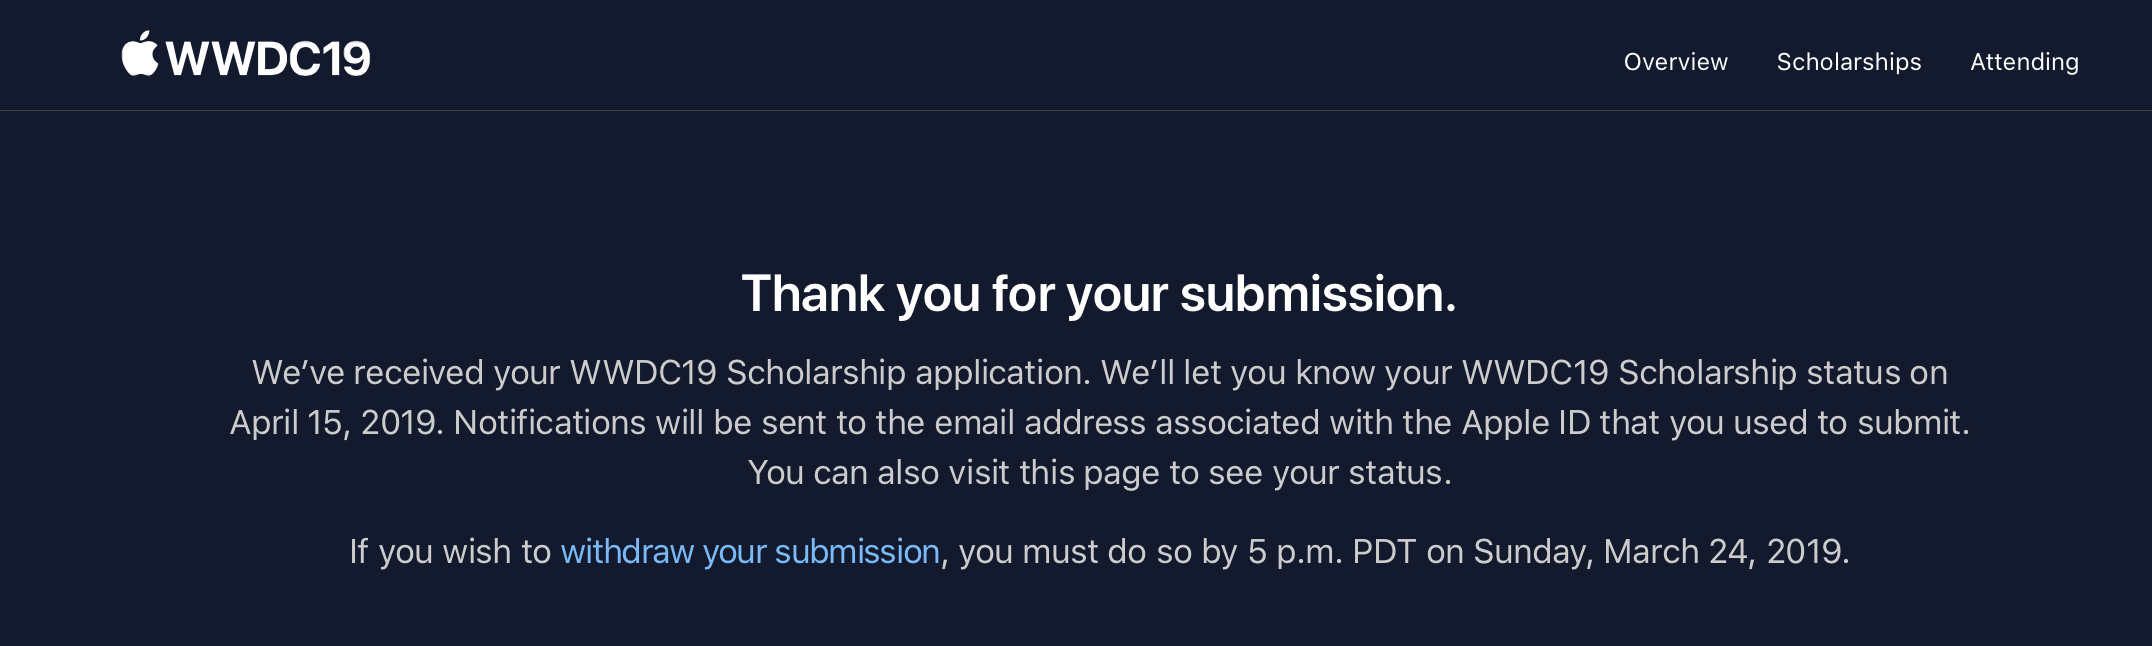 WWDC19
Overview Scholarships Attending
Thank you for your submission.
We’ve received your WWDC19 Scholarship application. We’ll let you know your WWDC19 Scholarship status on
April 15, 2019. Notifications will be sent to the email address associated with the Apple ID that you used to submit.
You can also visit this page to see your status.
If you wish to withdraw your submission, you must do so by 5 p.m. PDT on Sunday, March 24, 2019.